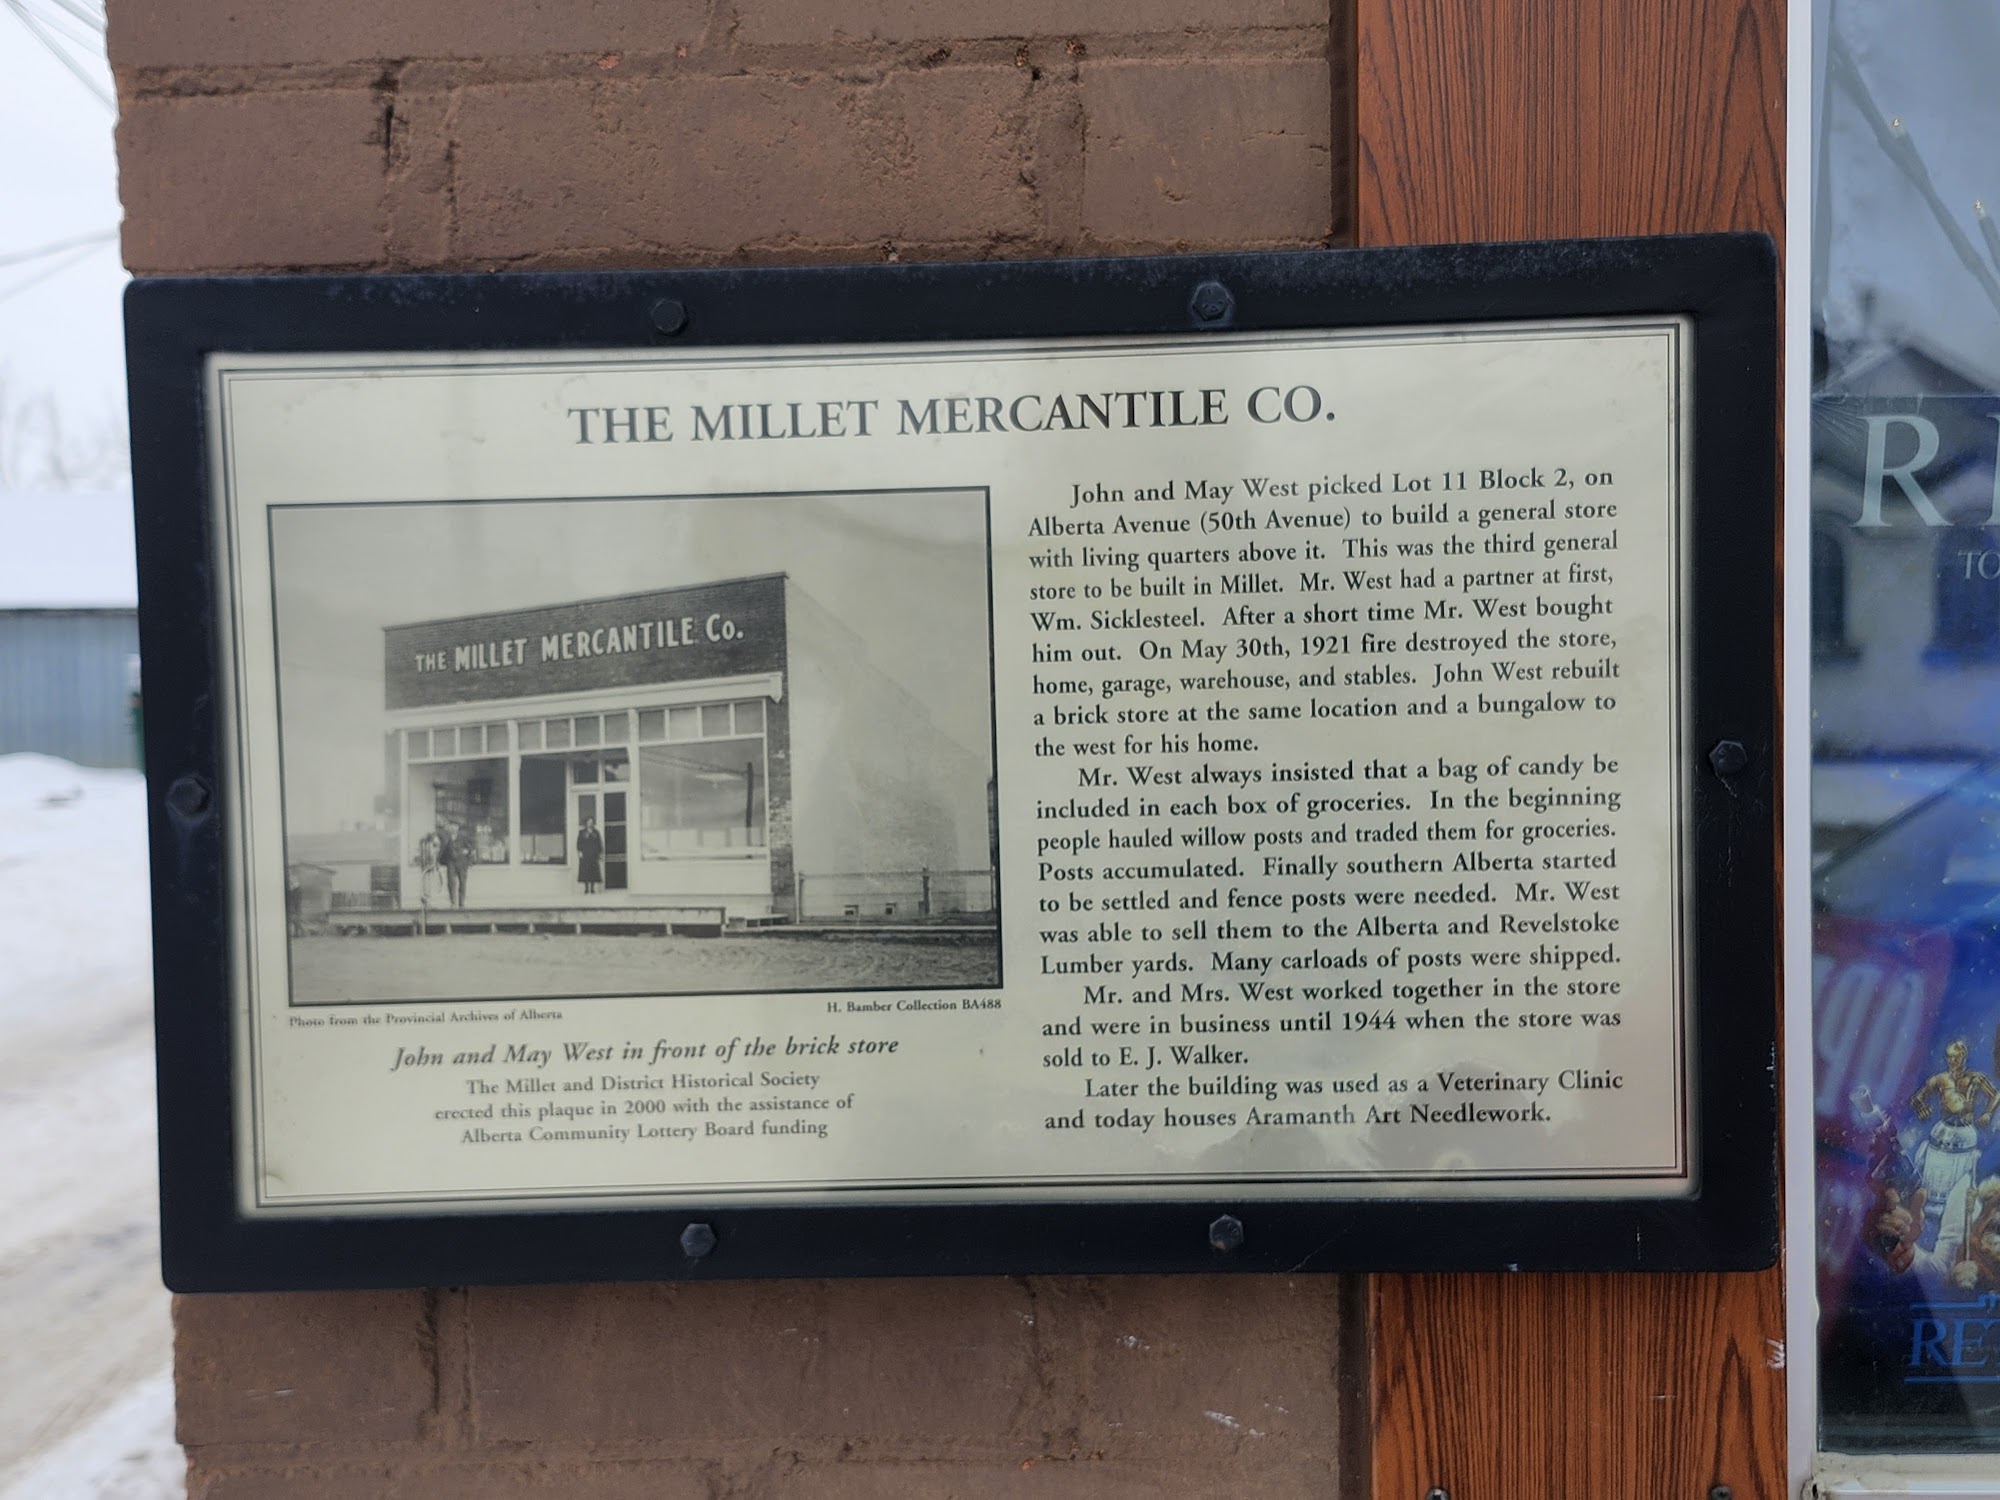 THE MILLET MERCANTILE CO.
THE MILLET MERCANTILE Co.
Photo from the Provincial Archives of Alberta
H. Bamber Collection BA488
John and May West in front of the brick store
The Millet and District Historical Society
erected this plaque in 2000 with the assistance of
Alberta Community Lottery Board funding
John and May West picked Lot 11 Block 2, on
Alberta Avenue (50th Avenue) to build a general store
with living quarters above it. This was the third general
store to be built in Millet. Mr. West had a partner at first,
Wm. Sicklesteel. After a short time Mr. West bought
him out. On May 30th, 1921 fire destroyed the store,
home, garage, warehouse, and stables. John West rebuilt
a brick store at the same location and a bungalow to
the west for his home.
Mr. West always insisted that a bag of candy be
included in each box of groceries. In the beginning
people hauled willow posts and traded them for groceries.
Posts accumulated. Finally southern Alberta started
to be settled and fence posts were needed. Mr. West
was able to sell them to the Alberta and Revelstoke
Lumber yards. Many carloads of posts were shipped.
Mr. and Mrs. West worked together in the store
and were in business until 1944 when the store was
sold to E. J. Walker.
Later the building was used as a Veterinary Clinic
and today houses Aramanth Art Needlework.
R
TO
RE